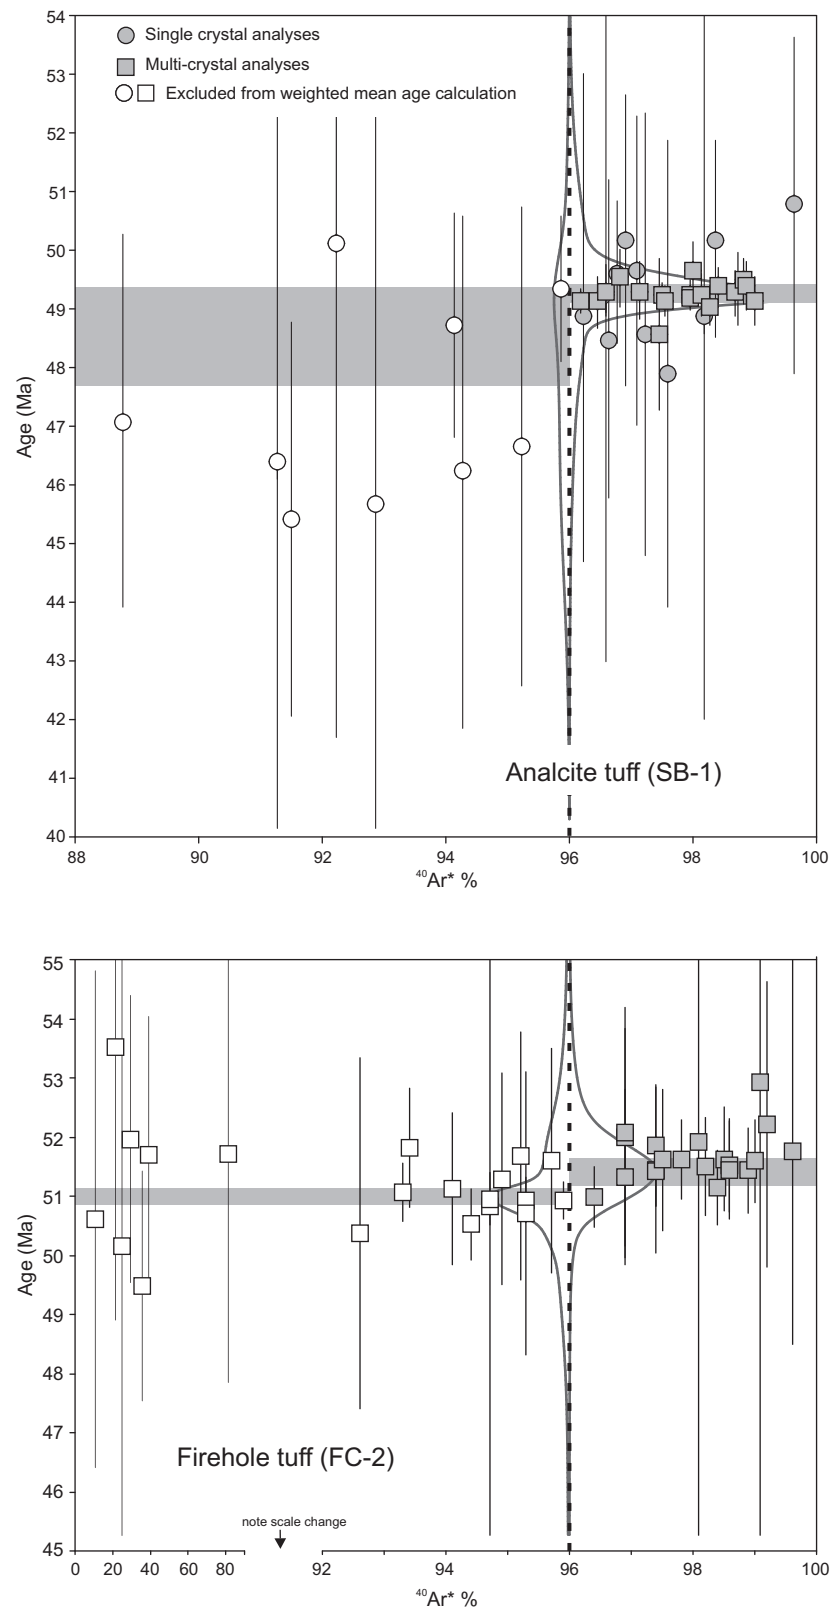 54
Single crystal analyses
Multi-crystal analyses
53
Excluded from weighted mean age calculation
52
51
50
49
48
Age (Ma)
47
46
45
44
43
42
Analcite tuff (SB-1)
41
40
88 90 92 94 96 98 100
40Ar* %
55
54
53
52
51
Age (Ma)
50
49
48
47
Firehole tuff (FC-2)
46
note scale change
45
0 20 40 60 80 92 94 96 98 100
40Ar* %